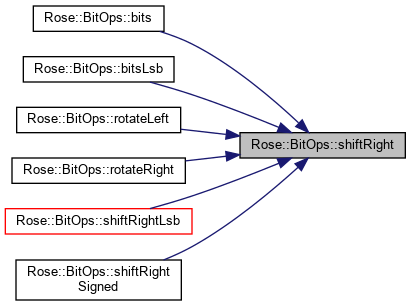 Rose::BitOps::bits
Rose::BitOps::bitsLsb
Rose::BitOps::rotateLeft
Rose::BitOps::shiftRight
Rose::BitOps::rotateRight
Rose::BitOps::shiftRightLsb
Rose::BitOps::shiftRight
Signed